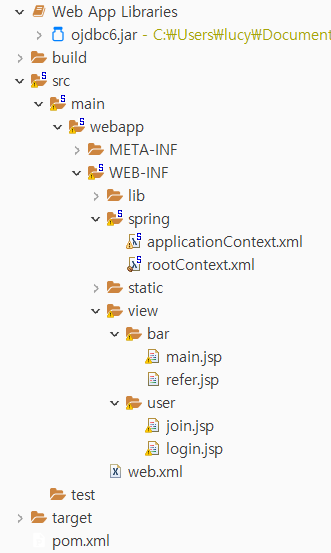 Web App Libraries
ojdbc6.jar - C:₩Users₩lucy₩Document
build
src
main
webapp
META-INF
WEB-INF
lib
spring
applicationContext.xml
rootContext.xml
static
view
bar
main.jsp
refer.jsp
user
join.jsp
login.jsp
web.xml
test
target
pom.xml